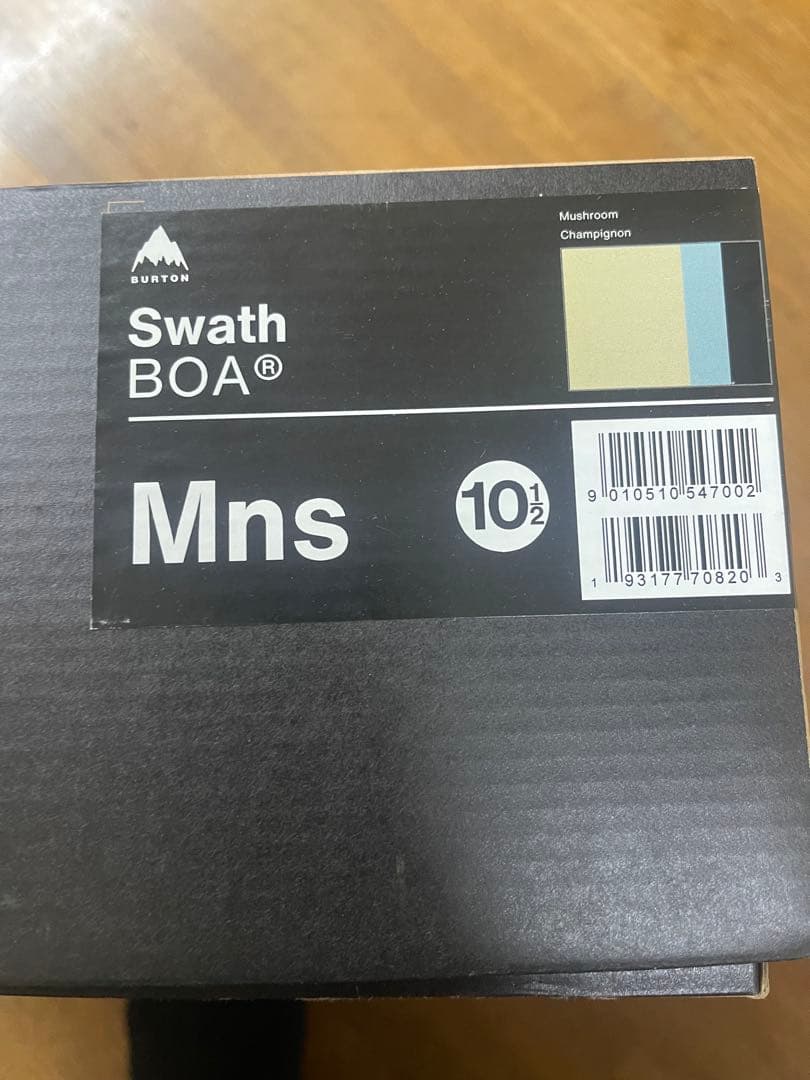 BURTON
Swath
BOA®
Mushroom
Champignon
Mns
10½
9 010510 547002
1 93177 70820 3